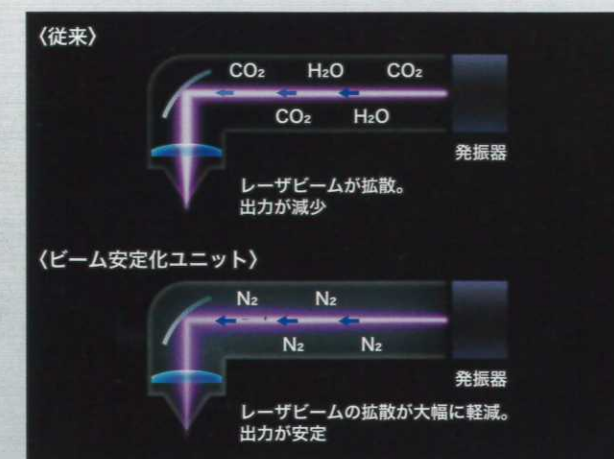 〈従来〉
CO₂ H₂O CO₂
CO₂ H₂O
発振器
レーザビームが拡散。
出力が減少
〈ビーム安定化ユニット〉
N₂ N₂
N₂ N₂
発振器
レーザビームの拡散が大幅に軽減。
出力が安定